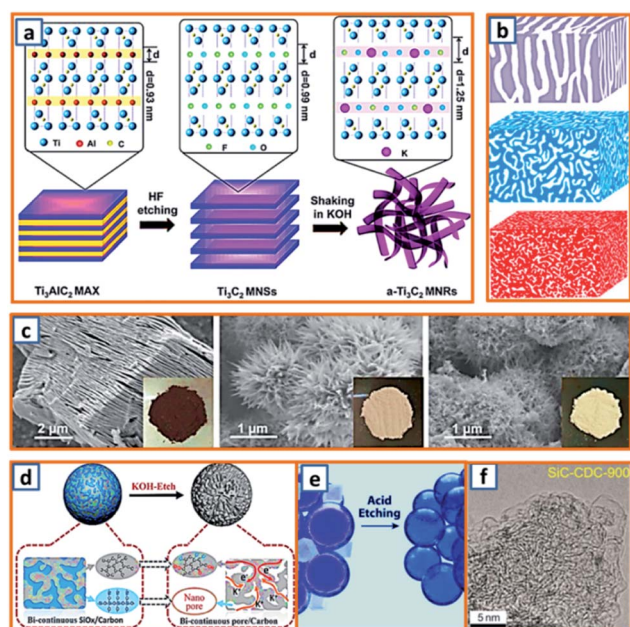 a
d
d=0.93 nm
Ti Al C
d
d=0.99 nm
F O
d
d=1.25 nm
K
HF
etching
Shaking
in KOH
Ti₃AlC₂ MAX
Ti₃C₂ MNSs
a-Ti₃C₂ MNRs
b
c
2 μm
1 μm
1 μm
d
KOH-Etch
Nano
pore
e⁻
e⁻
K⁺
K⁺
Bi-continuous SiOx/Carbon
Bi-continuous pore/Carbon
e
Acid
Etching
f
SiC-CDC-900
5 nm